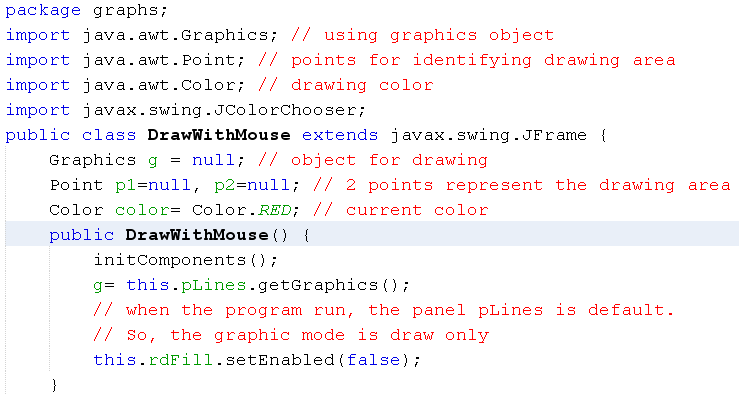 package graphs;
import java.awt.Graphics; // using graphics object
import java.awt.Point; // points for identifying drawing area
import java.awt.Color; // drawing color
import javax.swing.JColorChooser;
public class DrawWithMouse extends javax.swing.JFrame {
    Graphics g = null; // object for drawing
    Point p1=null, p2=null; // 2 points represent the drawing area
    Color color= Color.RED; // current color
    public DrawWithMouse() {
        initComponents();
        g= this.pLines.getGraphics();
        // when the program run, the panel pLines is default.
        // So, the graphic mode is draw only
        this.rdFill.setEnabled(false);
    }